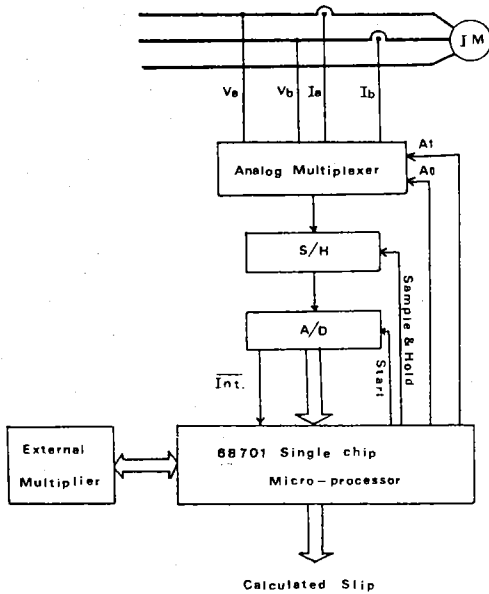 IM
Va Vb Ia Ib
A1
Analog Multiplexer
A0
S/H
Sample & Hold
A/D
Start
Int.
External
Multiplier
68701 Single chip
Micro-processor
Calculated Slip